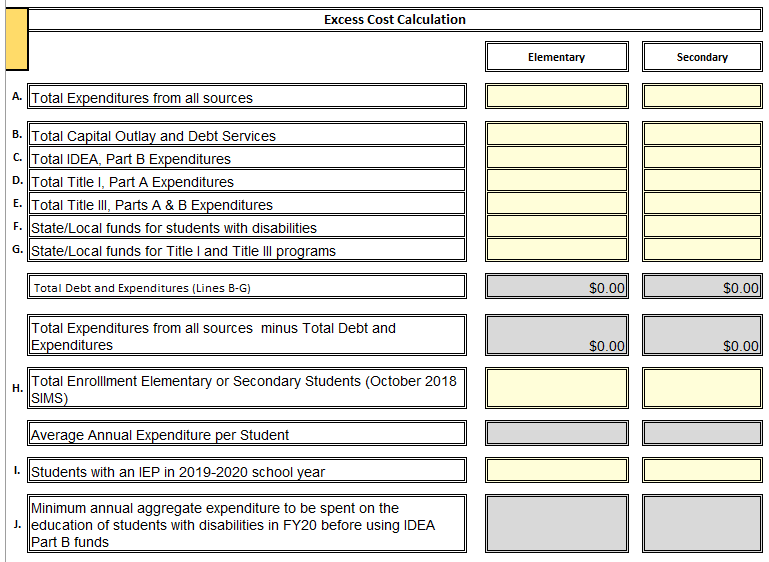 Excess Cost Calculation
Elementary Secondary
A. Total Expenditures from all sources
B. Total Capital Outlay and Debt Services
C. Total IDEA, Part B Expenditures
D. Total Title I, Part A Expenditures
E. Total Title III, Parts A & B Expenditures
F. State/Local funds for students with disabilities
G. State/Local funds for Title I and Title III programs
Total Debt and Expenditures (Lines B-G) $0.00 $0.00
Total Expenditures from all sources minus Total Debt and
Expenditures $0.00 $0.00
H. Total Enrolllment Elementary or Secondary Students (October 2018
SIMS)
Average Annual Expenditure per Student
I. Students with an IEP in 2019-2020 school year
Minimum annual aggregate expenditure to be spent on the
J. education of students with disabilities in FY20 before using IDEA
Part B funds